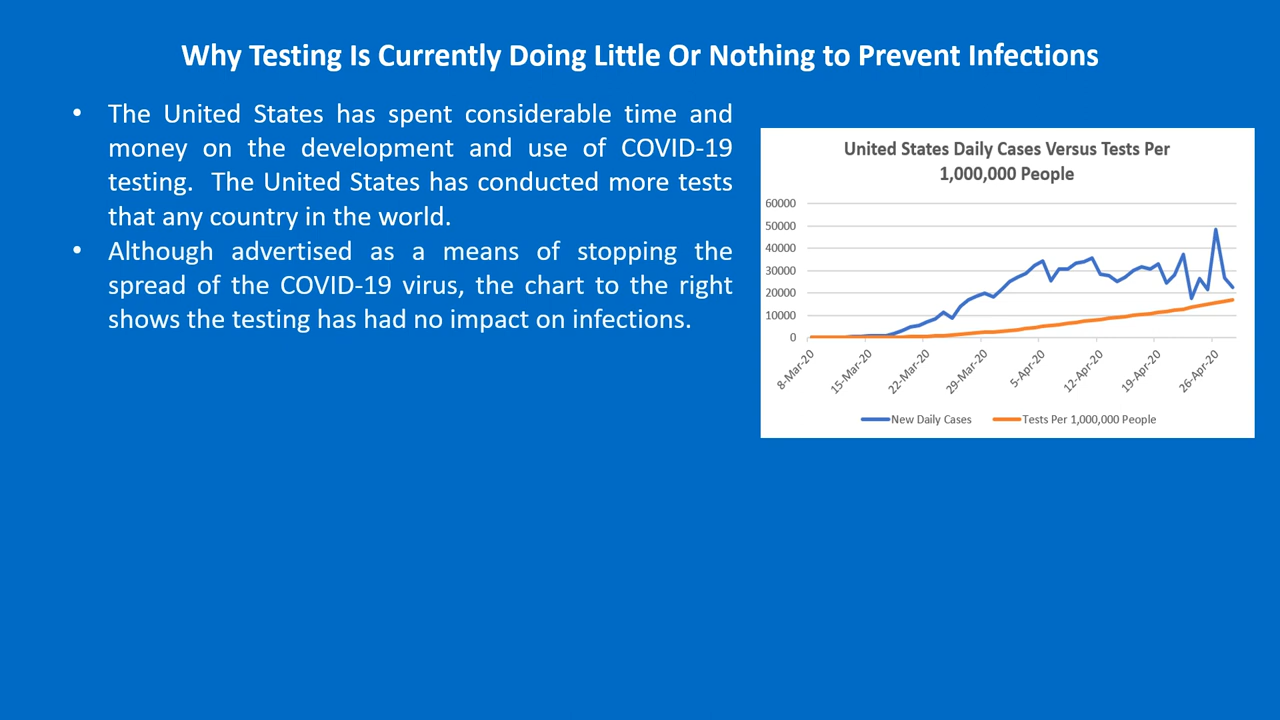 Why Testing Is Currently Doing Little Or Nothing to Prevent Infections
• The United States has spent considerable time and
money on the development and use of COVID-19
testing. The United States has conducted more tests
that any country in the world.
• Although advertised as a means of stopping the
spread of the COVID-19 virus, the chart to the right
shows the testing has had no impact on infections.
United States Daily Cases Versus Tests Per
1,000,000 People
60000
50000
40000
30000
20000
10000
0
8-Mar-20
15-Mar-20
22-Mar-20
29-Mar-20
5-Apr-20
12-Apr-20
19-Apr-20
26-Apr-20
New Daily Cases
Tests Per 1,000,000 People